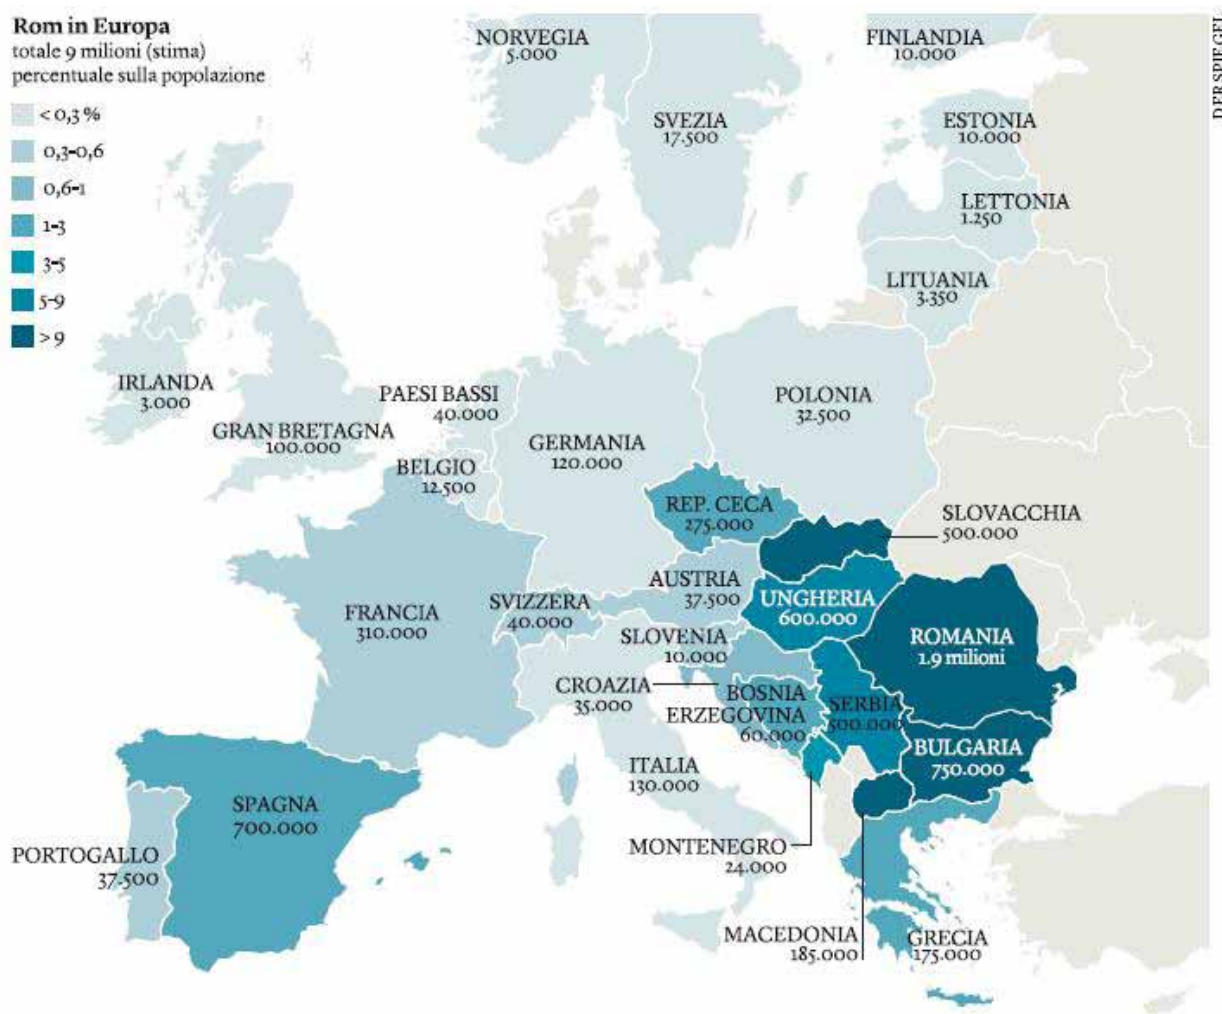 Rom in Europa
totale 9 milioni (stima)
percentuale sulla popolazione
< 0,3 %
0,3-0,6
0,6-1
1-3
3-5
5-9
> 9
DER SPIEGEL
NORVEGIA
5.000
FINLANDIA
10.000
SVEZIA
17.500
ESTONIA
10.000
LETTONIA
1.250
LITUANIA
3.350
IRLANDA
3.000
PAESI BASSI
40.000
POLONIA
32.500
GRAN BRETAGNA
100.000
GERMANIA
120.000
BELGIO
12.500
REP. CECA
275.000
SLOVACCHIA
500.000
AUSTRIA
37.500
UNGHERIA
600.000
FRANCIA
310.000
SVIZZERA
40.000
SLOVENIA
10.000
ROMANIA
1.9 milioni
CROAZIA
35.000
BOSNIA
ERZEGOVINA
60.000
SERBIA
500.000
BULGARIA
750.000
ITALIA
130.000
SPAGNA
700.000
PORTOGALLO
37.500
MONTENEGRO
24.000
MACEDONIA
185.000
GRECIA
175.000